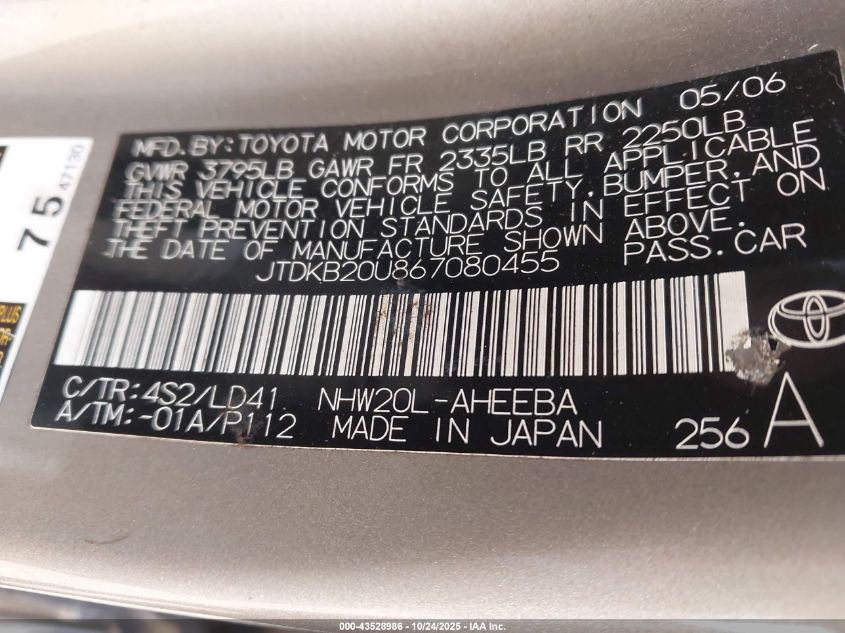 05/06
MFD. BY: TOYOTA MOTOR CORPORATION
GVWR 3795LB GAWR FR 2335LB RR 2250LB
THIS VEHICLE CONFORMS TO ALL APPLICABLE
FEDERAL MOTOR VEHICLE SAFETY, BUMPER, AND
THEFT PREVENTION STANDARDS IN EFFECT ON
THE DATE OF MANUFACTURE SHOWN ABOVE.
JTDKB20U867080455 PASS. CAR
C/TR: 4S2/LD41 NHW20L-AHEEBA
A/TM: -01A/P112 MADE IN JAPAN 256 A
75
47130
PLUS
000-43528986 - 10/24/2025 - IAA Inc.